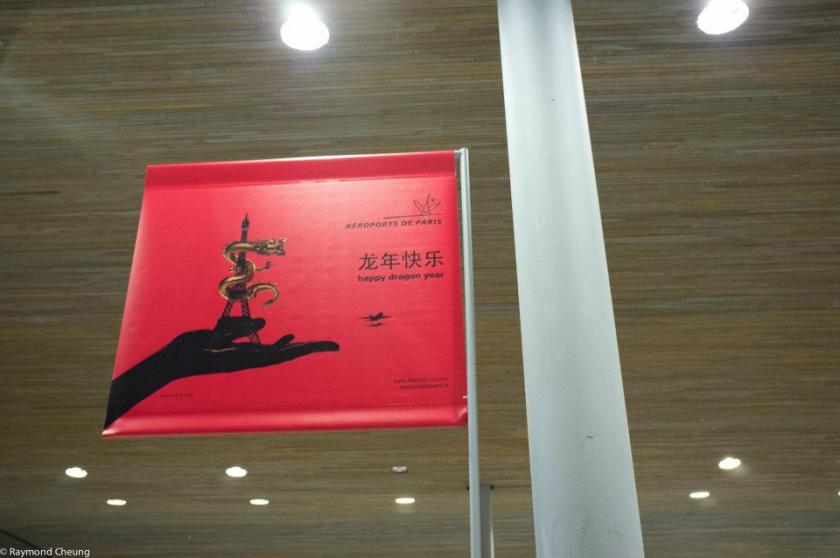 AÉROPORTS DE PARIS
龙年快乐
happy dragon year
© Raymond Cheung